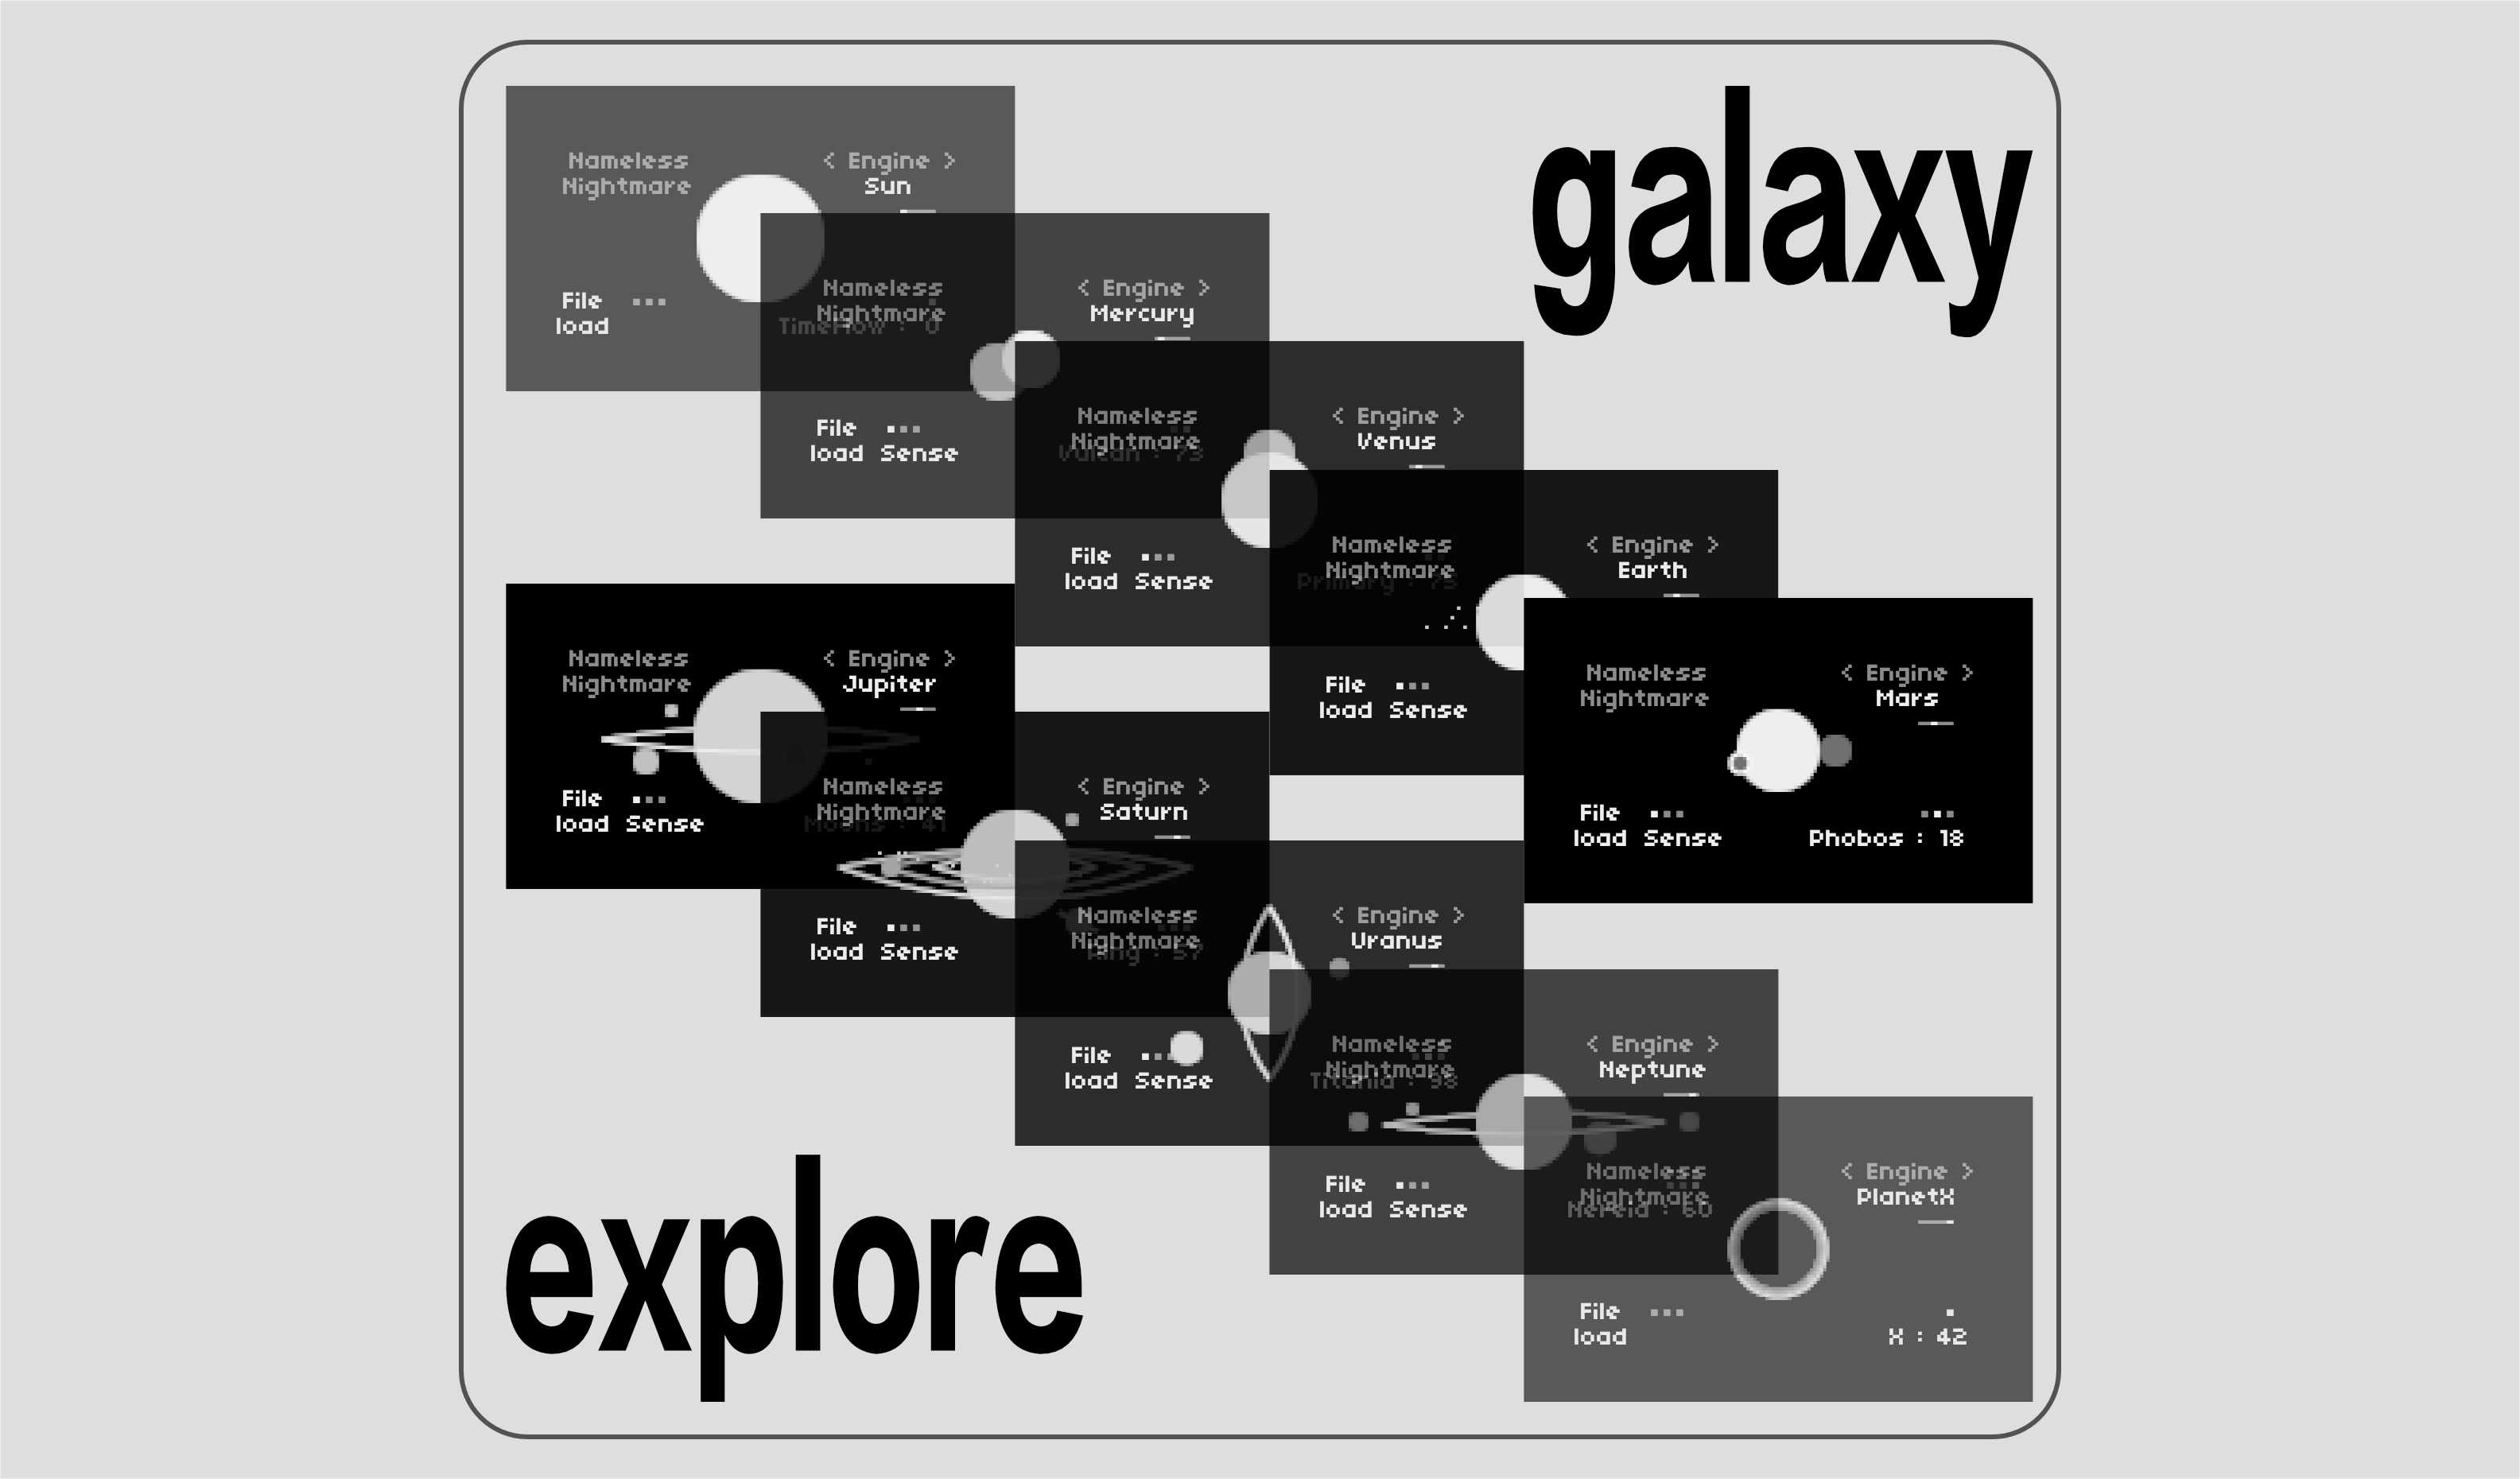 galaxy
Nameless
Nightmare
< Engine >
Sun
File
load
TimeFlow : 0
Nameless
Nightmare
< Engine >
Mercury
File
load Sense
Vulcan : 73
Nameless
Nightmare
< Engine >
Venus
File
load Sense
Primary : 73
Nameless
Nightmare
< Engine >
Earth
File
load Sense
Nameless
Nightmare
< Engine >
Mars
File
load Sense
Phobos : 18
Nameless
Nightmare
< Engine >
Jupiter
File
load Sense
Moons : 41
Nameless
Nightmare
< Engine >
Saturn
File
load Sense
Ring : 57
Nameless
Nightmare
< Engine >
Uranus
File
load Sense
Titania : 98
Nameless
Nightmare
< Engine >
Neptune
File
load Sense
Nereid : 60
Nameless
Nightmare
< Engine >
PlanetX
File
load
X : 42
explore